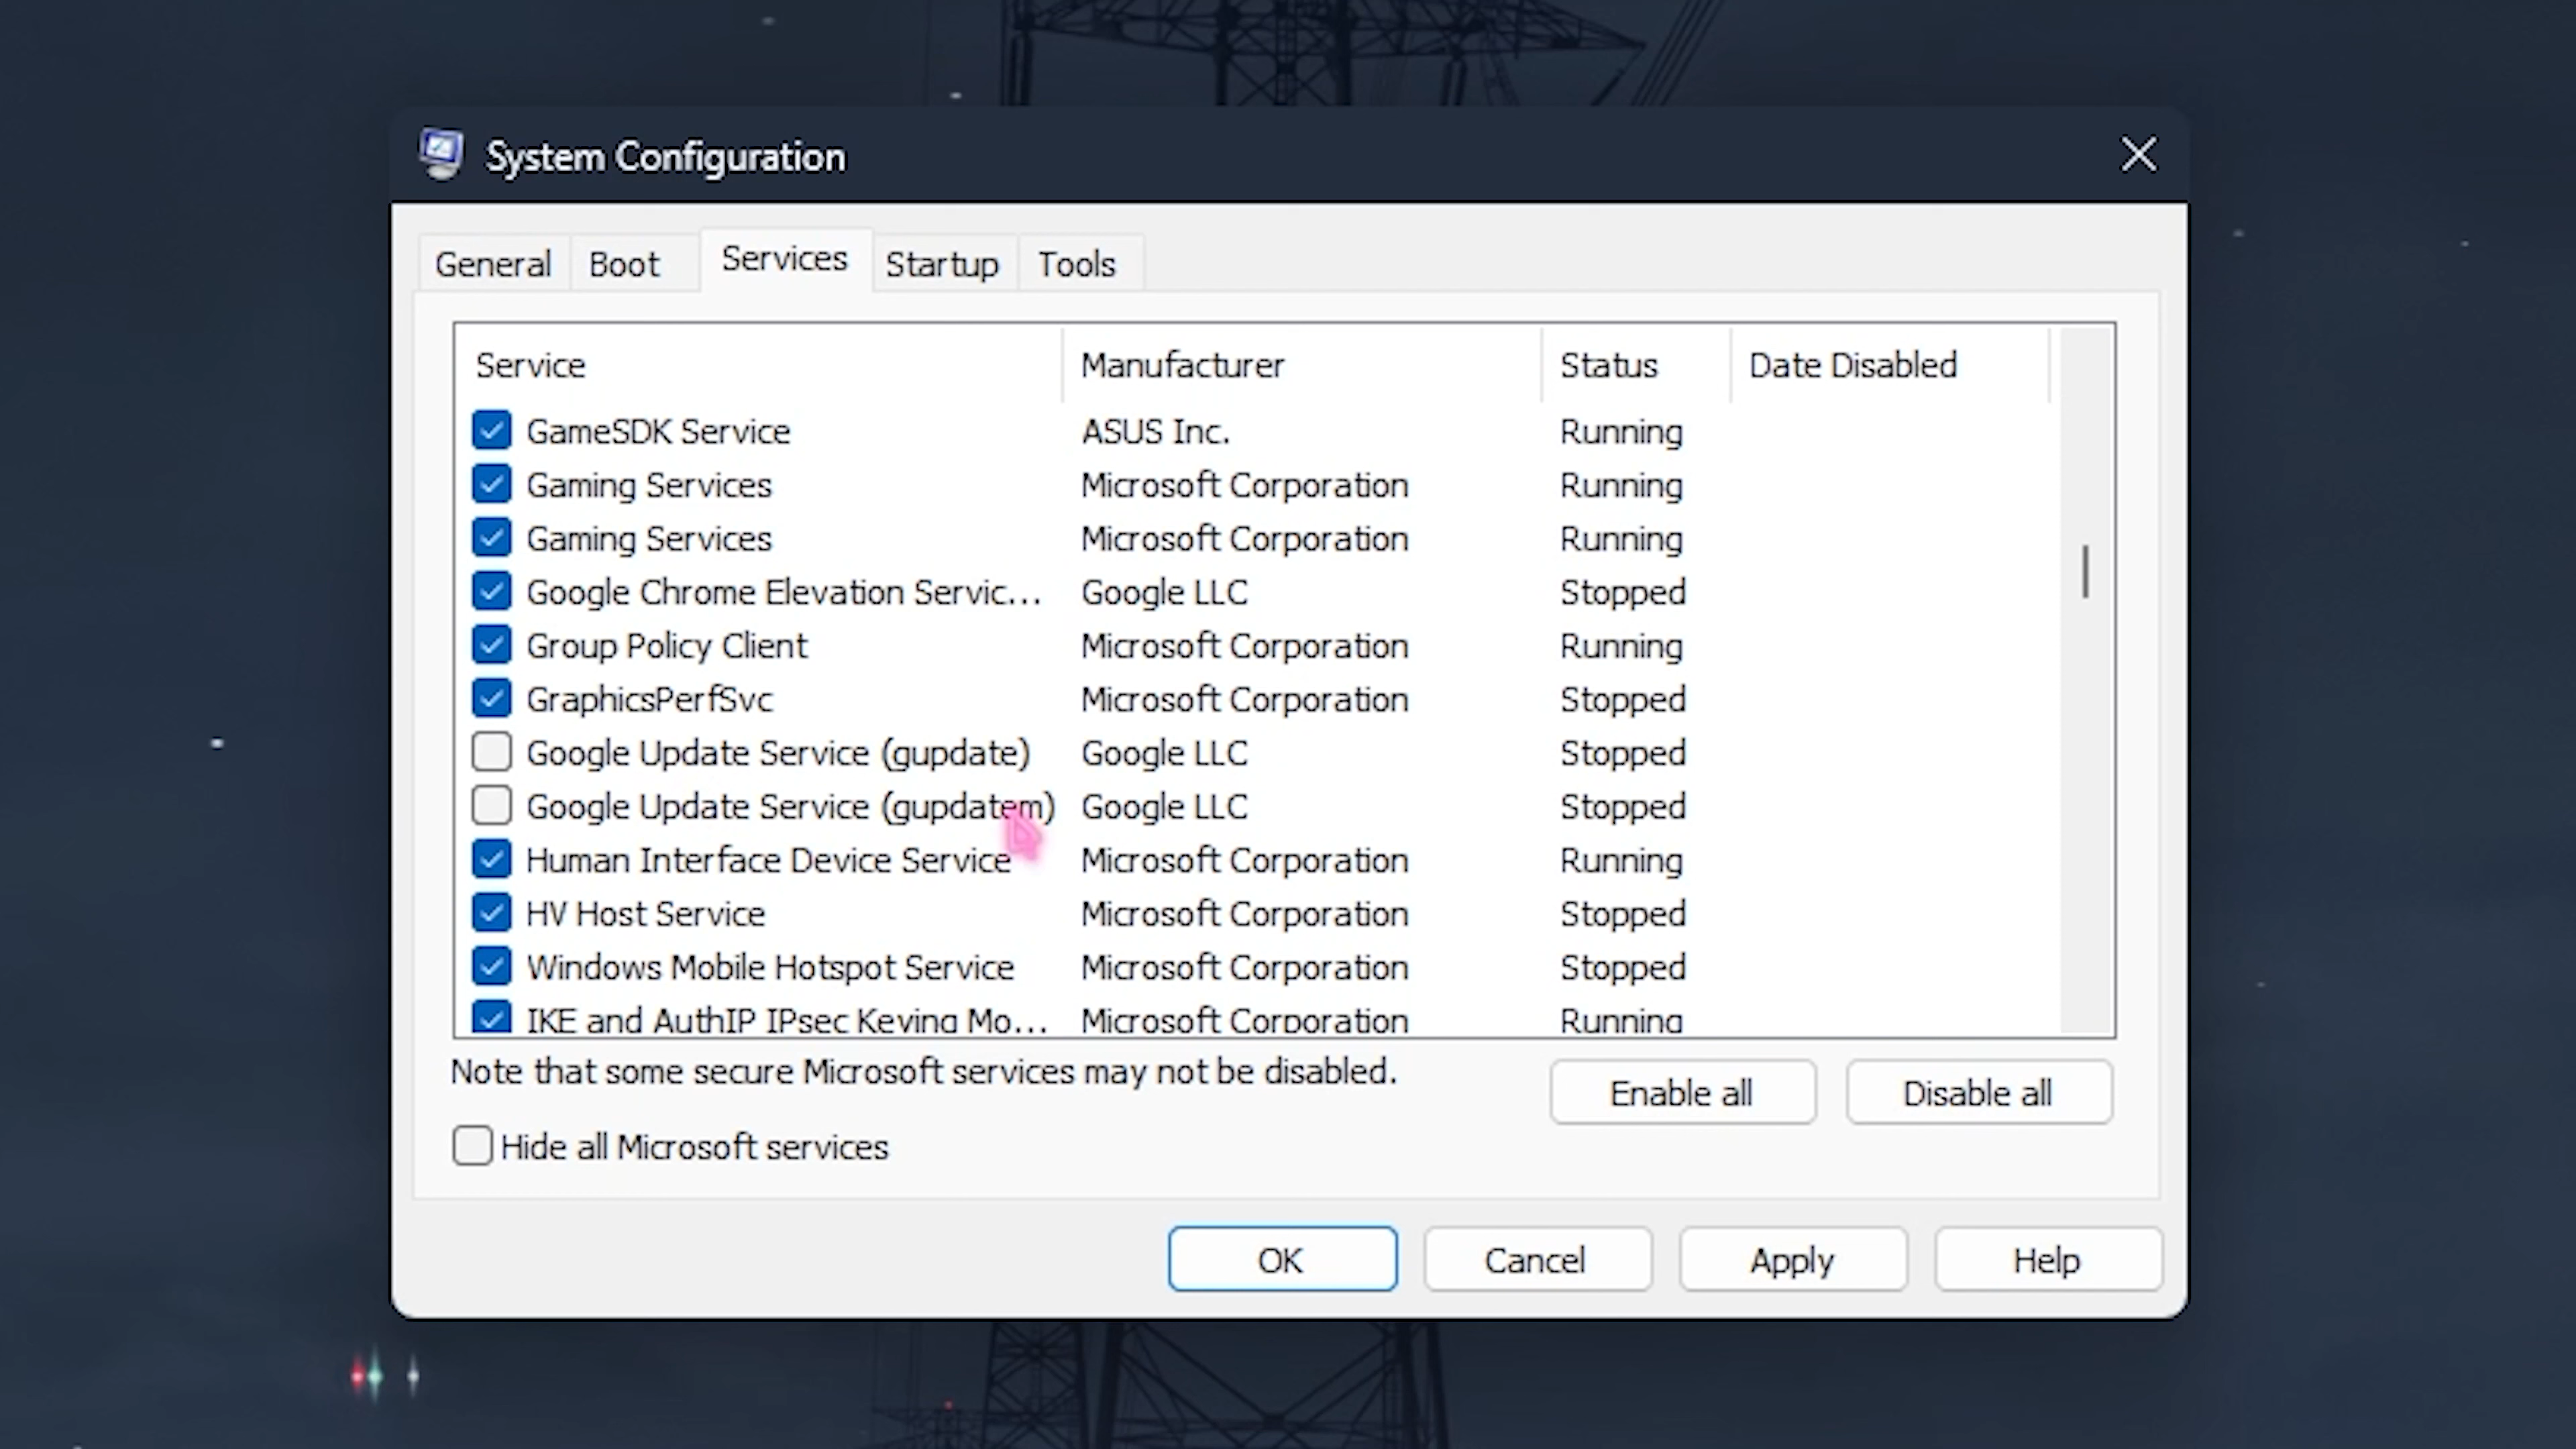 System Configuration
General Boot Services Startup Tools
Service Manufacturer Status Date Disabled
GameSDK Service ASUS Inc. Running
Gaming Services Microsoft Corporation Running
Gaming Services Microsoft Corporation Running
Google Chrome Elevation Servic... Google LLC Stopped
Group Policy Client Microsoft Corporation Running
GraphicsPerfSvc Microsoft Corporation Stopped
Google Update Service (gupdate) Google LLC Stopped
Google Update Service (gupdatem) Google LLC Stopped
Human Interface Device Service Microsoft Corporation Running
HV Host Service Microsoft Corporation Stopped
Windows Mobile Hotspot Service Microsoft Corporation Stopped
IKE and AuthIP IPsec Keying Mo... Microsoft Corporation Running
Note that some secure Microsoft services may not be disabled.
Enable all Disable all
Hide all Microsoft services
OK Cancel Apply Help